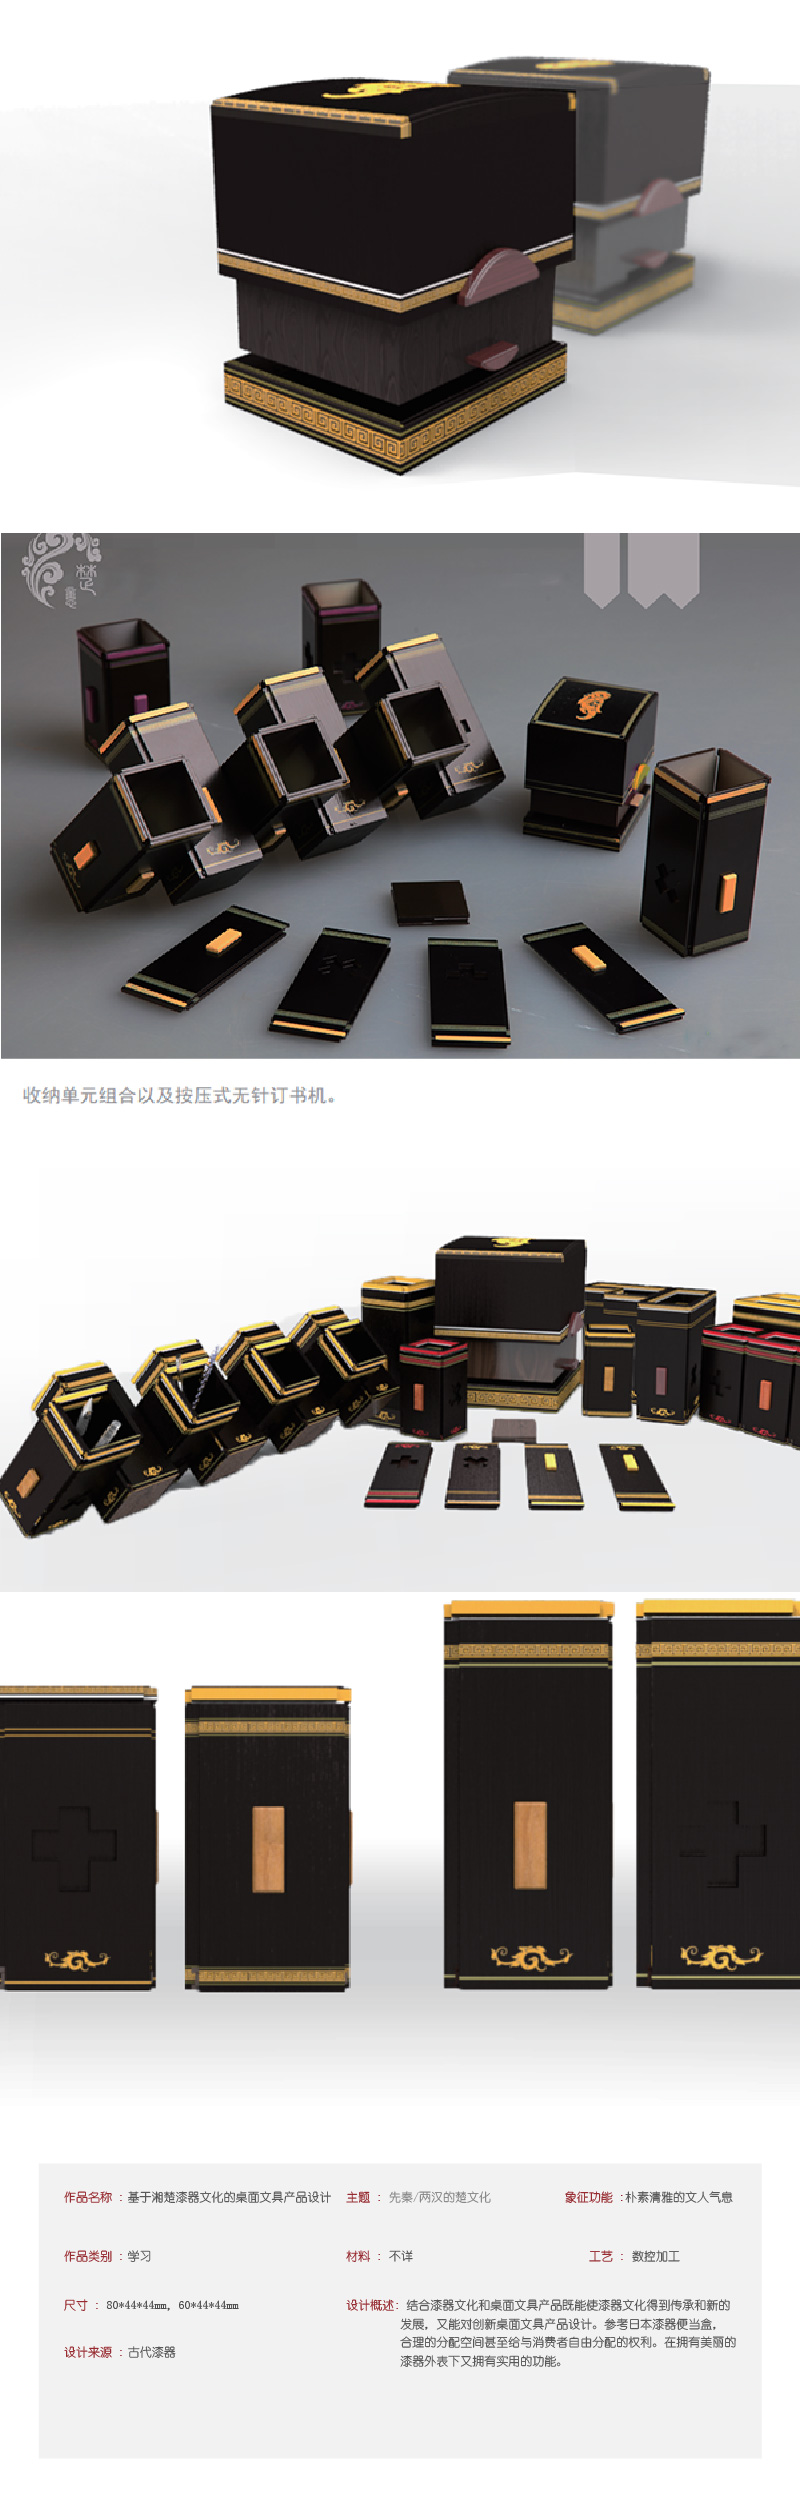 楚
收纳单元组合以及按压式无针订书机。
作品名称 : 基于湘楚漆器文化的桌面文具产品设计 主题 : 先秦/两汉的楚文化 象征功能 :朴素清雅的文人气息
作品类别 : 学习 材料 : 不详 工艺 : 数控加工
尺寸 : 80*44*44mm, 60*44*44mm
设计来源 : 古代漆器
设计概述: 结合漆器文化和桌面文具产品既能使漆器文化得到传承和新的
发展，又能对创新桌面文具产品设计。参考日本漆器便当盒，
合理的分配空间甚至给与消费者自由分配的权利。在拥有美丽的
漆器外表下又拥有实用的功能。